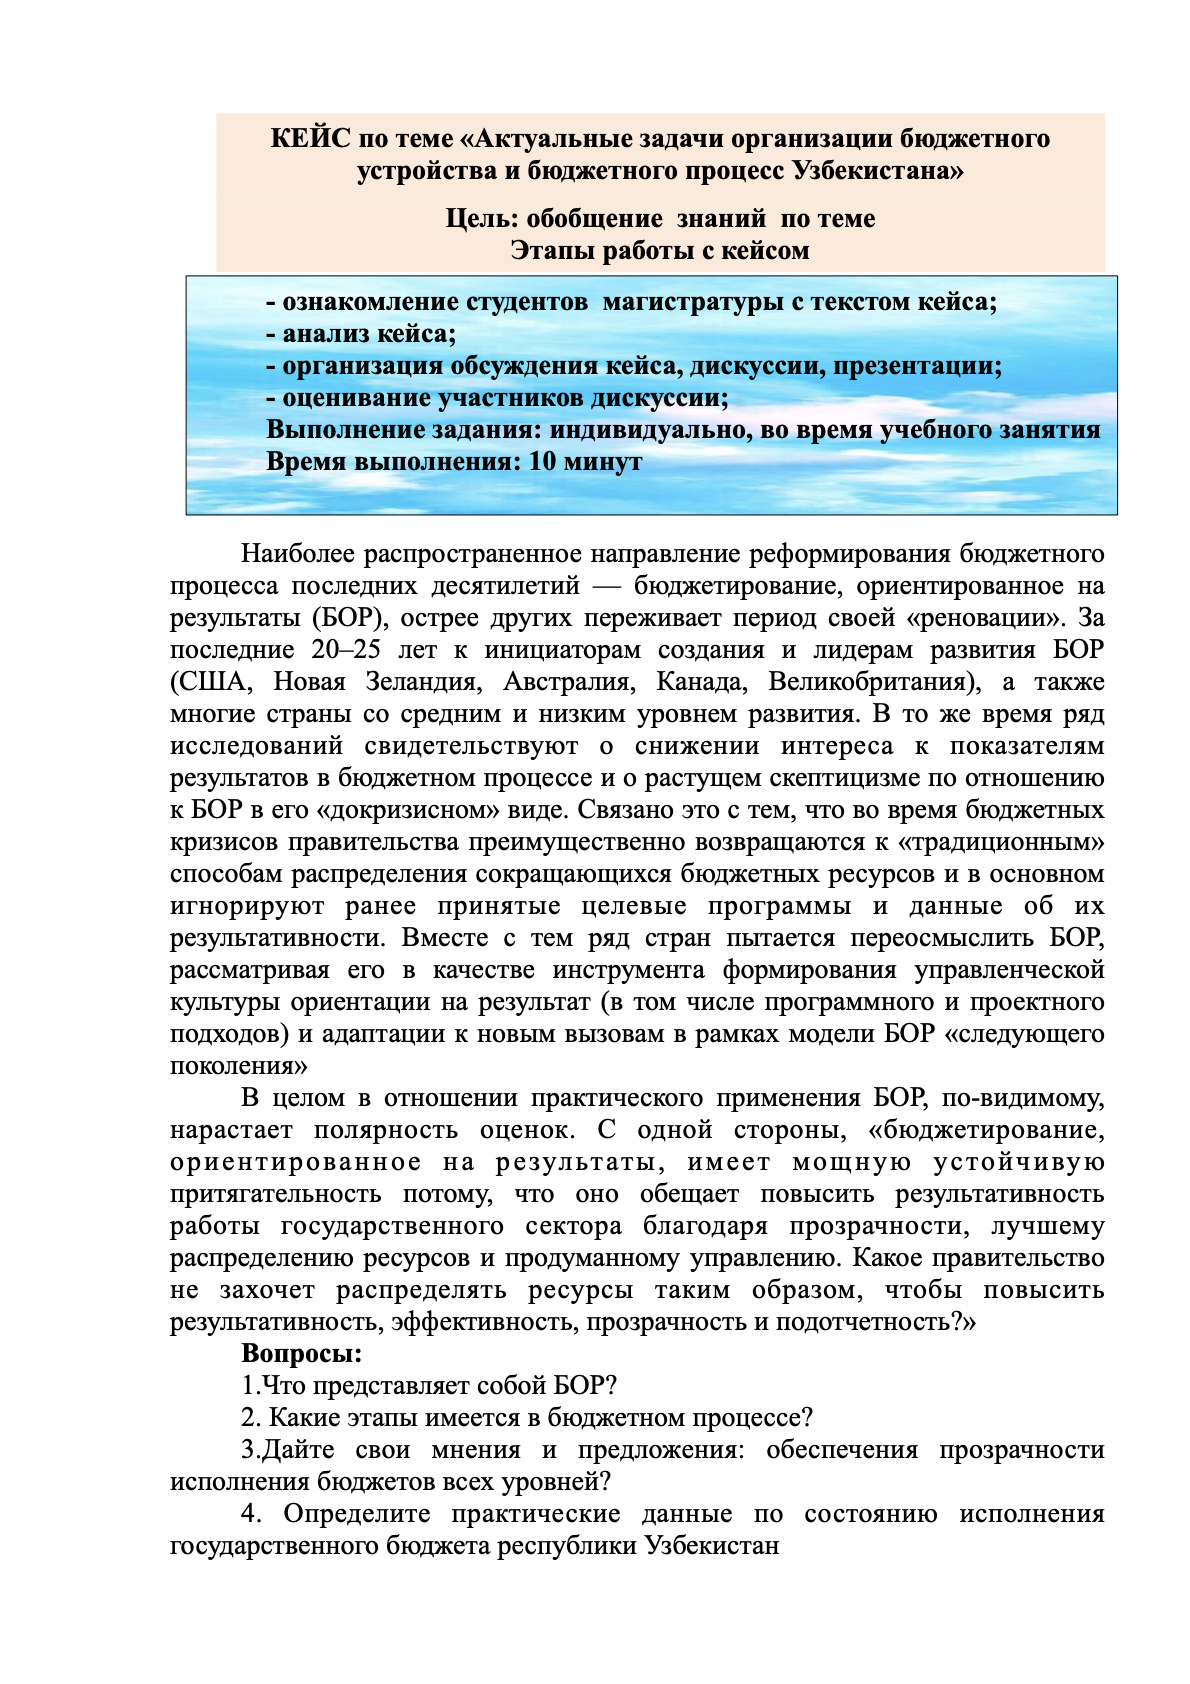 КЕЙС по теме «Актуальные задачи организации бюджетного
устройства и бюджетного процесс Узбекистана»
Цель: обобщение знаний по теме
Этапы работы с кейсом
- ознакомление студентов магистратуры с текстом кейса;
- анализ кейса;
- организация обсуждения кейса, дискуссии, презентации;
- оценивание участников дискуссии;
Выполнение задания: индивидуально, во время учебного занятия
Время выполнения: 10 минут
Наиболее распространенное направление реформирования бюджетного
процесса последних десятилетий — бюджетирование, ориентированное на
результаты (БОР), острее других переживает период своей «реновации». За
последние 20–25 лет к инициаторам создания и лидерам развития БОР
(США, Новая Зеландия, Австралия, Канада, Великобритания), а также
многие страны со средним и низким уровнем развития. В то же время ряд
исследований свидетельствуют о снижении интереса к показателям
результатов в бюджетном процессе и о растущем скептицизме по отношению
к БОР в его «докризисном» виде. Связано это с тем, что во время бюджетных
кризисов правительства преимущественно возвращаются к «традиционным»
способам распределения сокращающихся бюджетных ресурсов и в основном
игнорируют ранее принятые целевые программы и данные об их
результативности. Вместе с тем ряд стран пытается переосмыслить БОР,
рассматривая его в качестве инструмента формирования управленческой
культуры ориентации на результат (в том числе программного и проектного
подходов) и адаптации к новым вызовам в рамках модели БОР «следующего
поколения»
В целом в отношении практического применения БОР, по-видимому,
нарастает полярность оценок. С одной стороны, «бюджетирование,
ориентированное на результаты, имеет мощную устойчивую
притягательность потому, что оно обещает повысить результативность
работы государственного сектора благодаря прозрачности, лучшему
распределению ресурсов и продуманному управлению. Какое правительство
не захочет распределять ресурсы таким образом, чтобы повысить
результативность, эффективность, прозрачность и подотчетность?»
Вопросы:
1.Что представляет собой БОР?
2. Какие этапы имеется в бюджетном процессе?
3.Дайте свои мнения и предложения: обеспечения прозрачности
исполнения бюджетов всех уровней?
4. Определите практические данные по состоянию исполнения
государственного бюджета республики Узбекистан